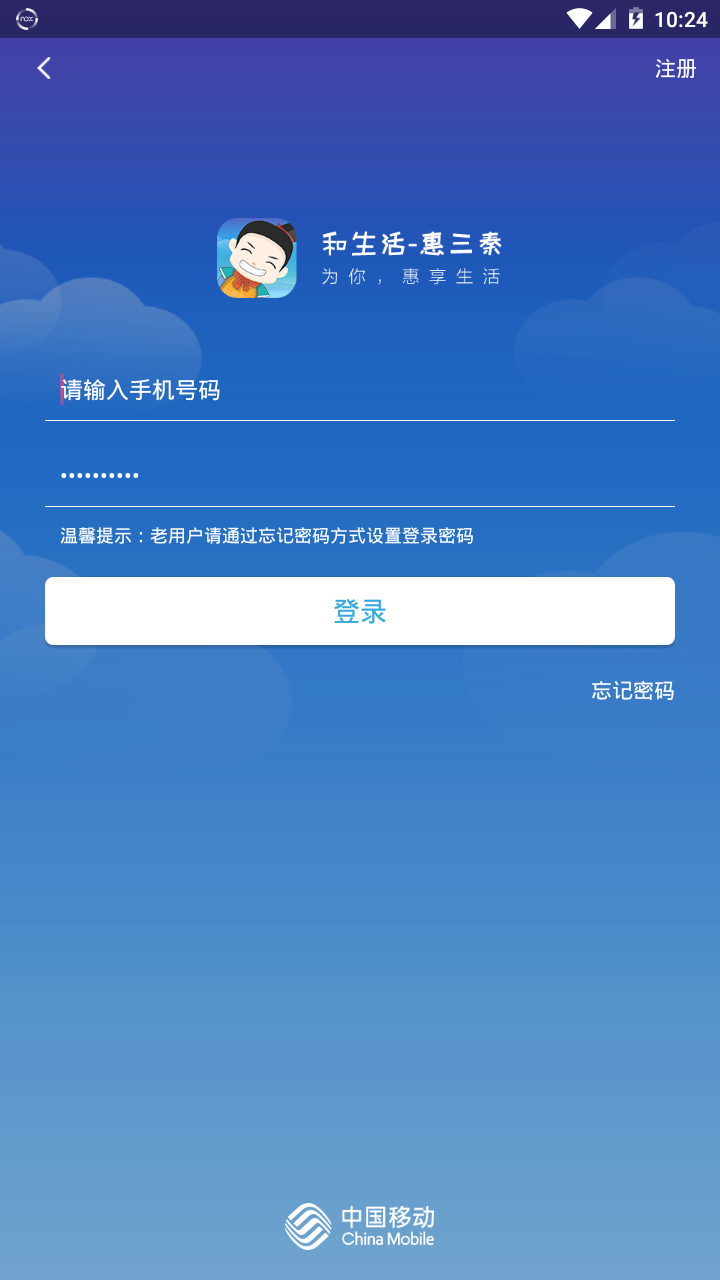 nox
10:24
注册
和生活-惠三秦
为你，惠享生活
请输入手机号码
••••••••••
温馨提示：老用户请通过忘记密码方式设置登录密码
登录
忘记密码
中国移动
China Mobile